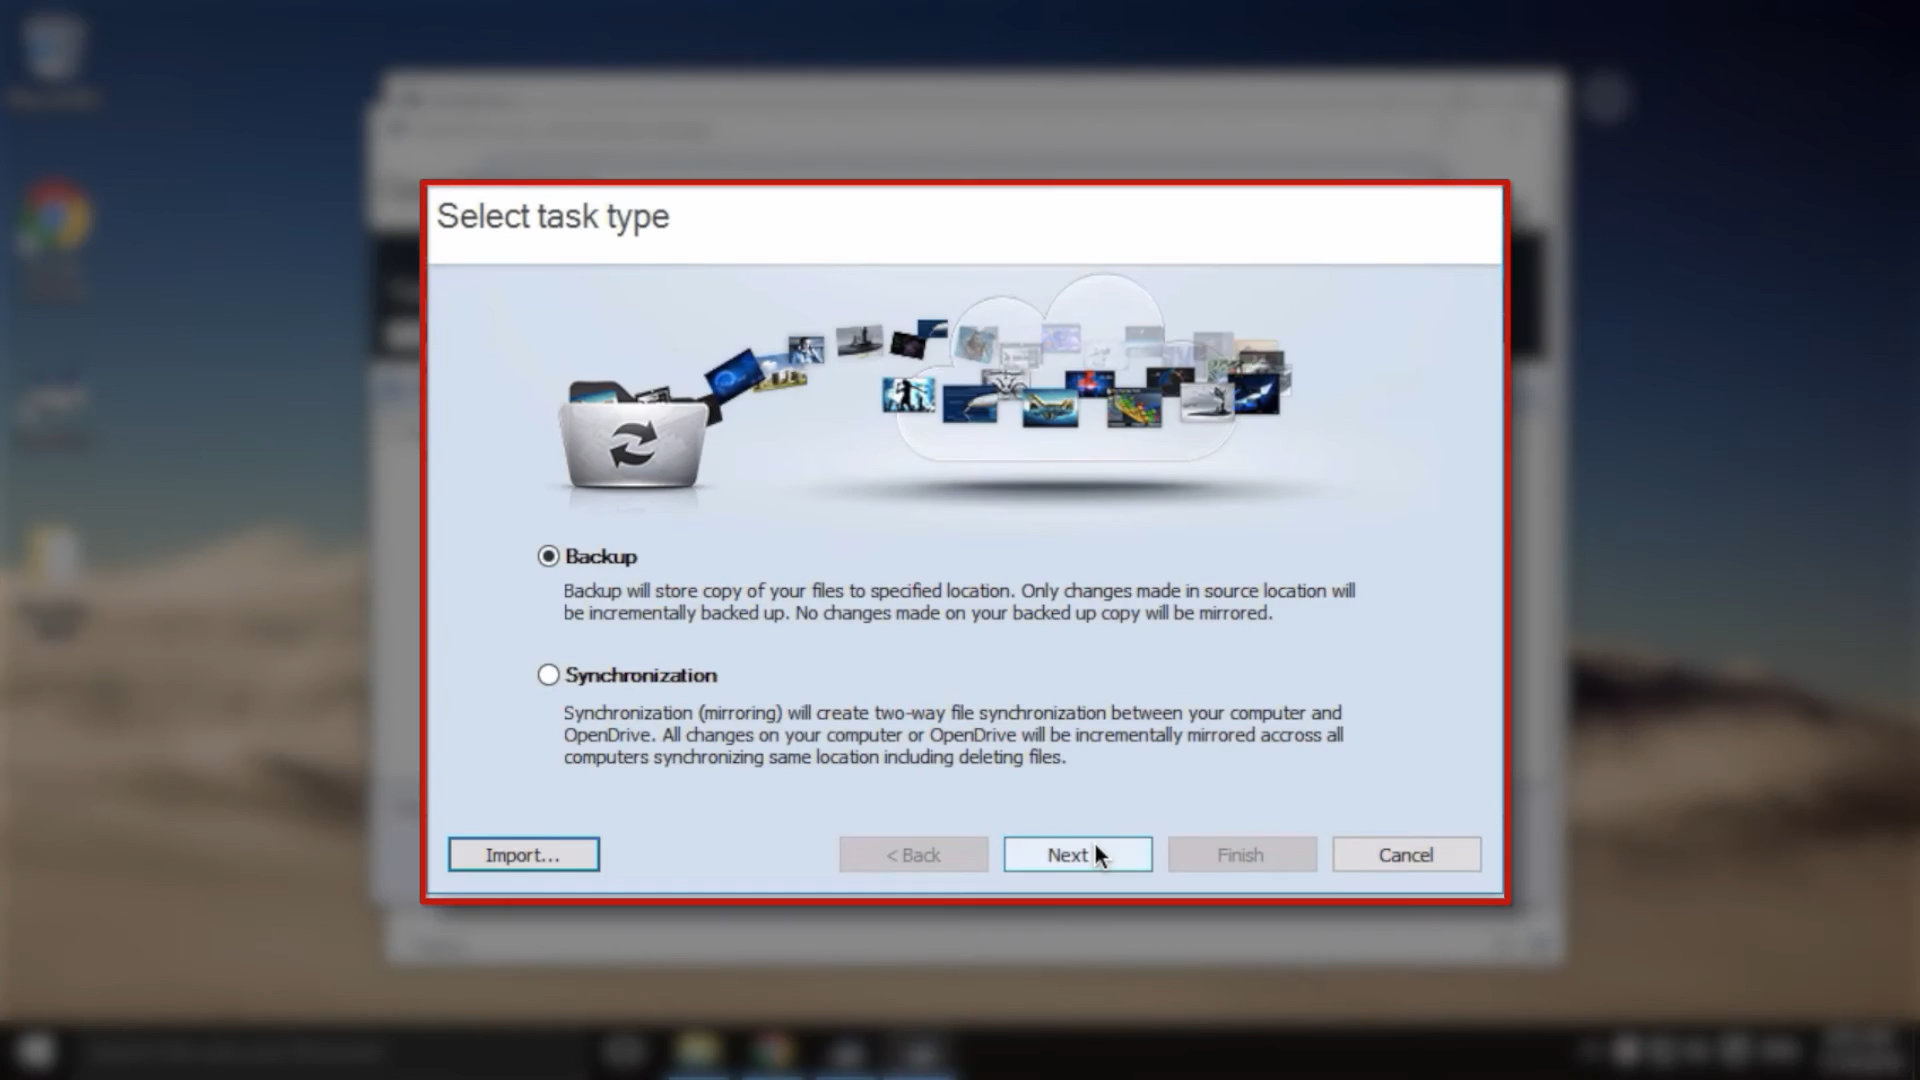 Select task type
Backup
Backup will store copy of your files to specified location. Only changes made in source location will
be incrementally backed up. No changes made on your backed up copy will be mirrored.
Synchronization
Synchronization (mirroring) will create two-way file synchronization between your computer and
OpenDrive. All changes on your computer or OpenDrive will be incrementally mirrored accross all
computers synchronizing same location including deleting files.
Import...
< Back
Next
Finish
Cancel